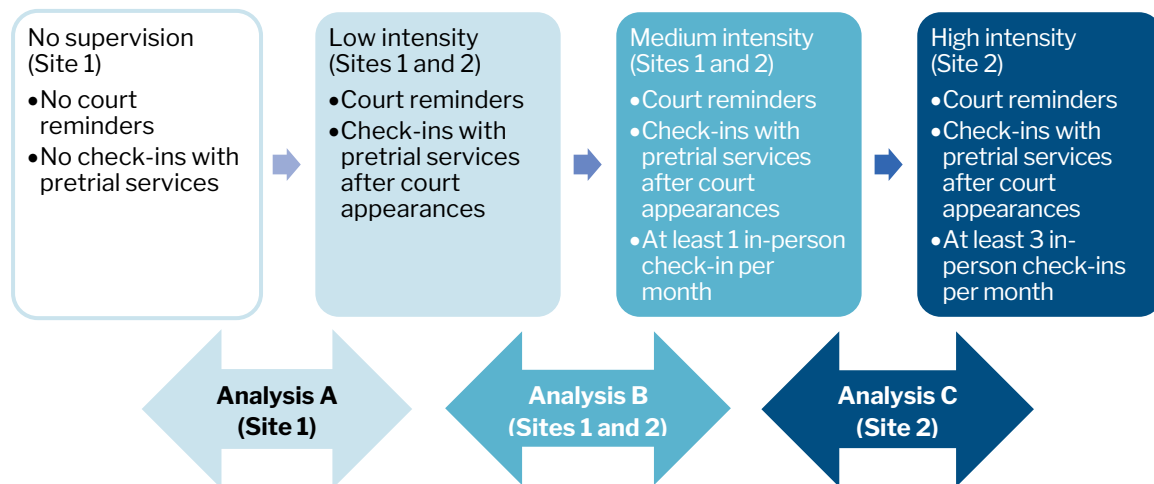 No supervision
(Site 1)
•No court
reminders
•No check-ins with
pretrial services
Low intensity
(Sites 1 and 2)
•Court reminders
•Check-ins with
pretrial services
after court
appearances
Medium intensity
(Sites 1 and 2)
•Court reminders
•Check-ins with
pretrial services
after court
appearances
•At least 1 in-person
check-in per
month
High intensity
(Site 2)
•Court reminders
•Check-ins with
pretrial services
after court
appearances
•At least 3 in-
person check-ins
per month
Analysis A
(Site 1)
Analysis B
(Sites 1 and 2)
Analysis C
(Site 2)